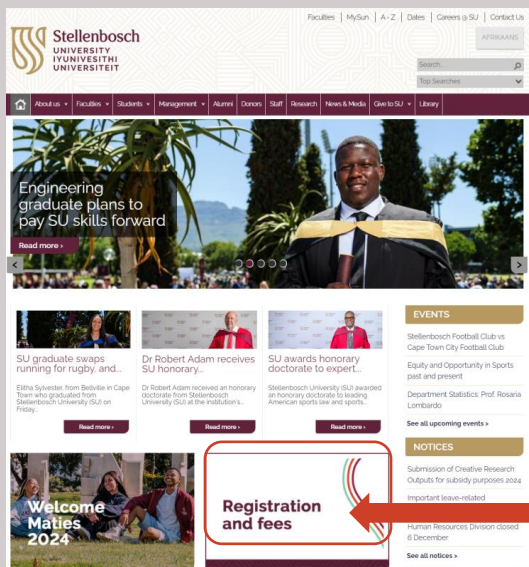 Faculties | MySun | A - Z | Dates | Careers @ SU | Contact Us
Stellenbosch
UNIVERSITY
IYUNIVESITHI
UNIVERSITEIT
AFRIKAANS
Search...
Top Searches
About us Faculties Students Management Alumni Donors Staff Research News & Media Give to SU Library
Engineering
graduate plans to
pay SU skills forward
Read more ›
SU graduate swaps
running for rugby, and...
Elitha Sylvester, from Bellville in Cape
Town who graduated from
Stellenbosch University (SU) on
Friday...
Read more ›
Dr Robert Adam receives
SU honorary...
Dr Robert Adam received an honorary
doctorate from Stellenbosch
University (SU) at the institution's...
Read more ›
SU awards honorary
doctorate to expert...
Stellenbosch University (SU) awarded
an honorary doctorate to leading
American sports law and sports...
Read more ›
EVENTS
Stellenbosch Football Club vs
Cape Town City Football Club
Equity and Opportunity in Sports
past and present
Department Statistics: Prof. Rosaria
Lombardo
See all upcoming events >
NOTICES
Submission of Creative Research
Outputs for subsidy purposes 2024
Important leave-related
Human Resources Division closed
6 December
See all notices >
Welcome
Maties
2024
Registration
and fees